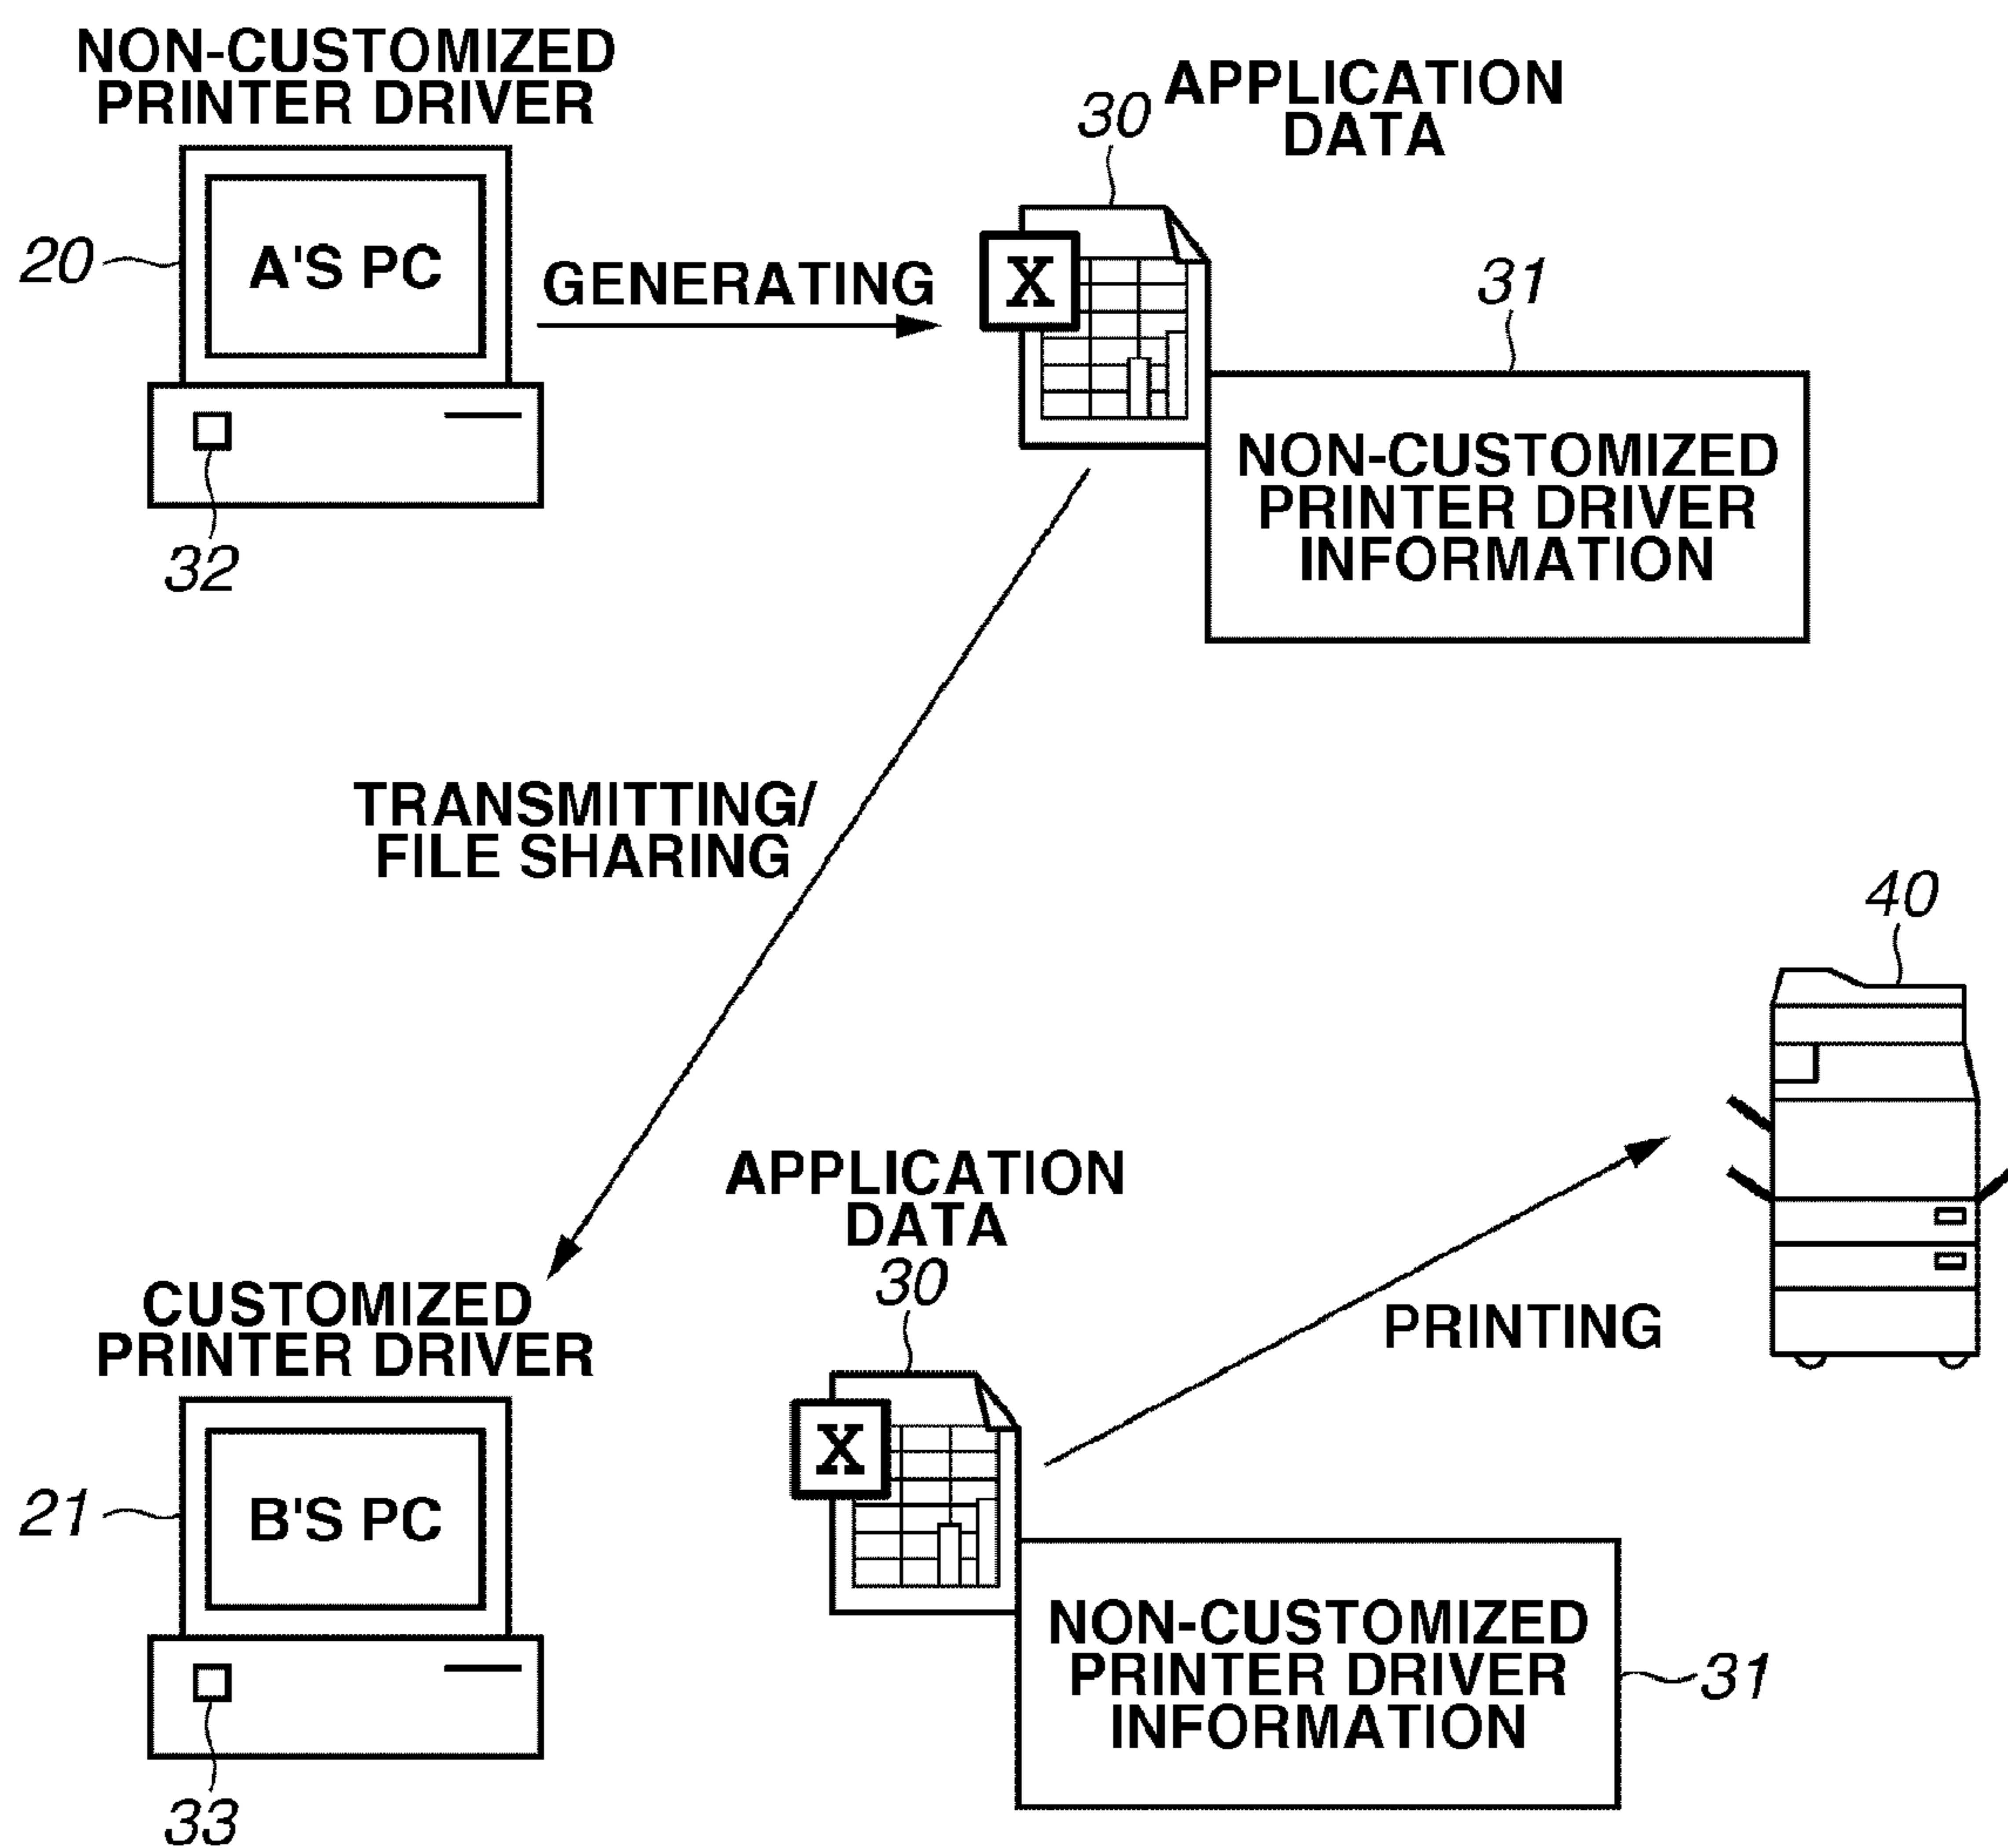 NON-CUSTOMIZED
PRINTER DRIVER
APPLICATION
DATA
30
20
A'S PC
GENERATING
X
31
NON-CUSTOMIZED
PRINTER DRIVER
INFORMATION
32
TRANSMITTING/
FILE SHARING
40
APPLICATION
DATA
30
CUSTOMIZED
PRINTER DRIVER
PRINTING
21
B'S PC
X
NON-CUSTOMIZED
PRINTER DRIVER
INFORMATION
31
33